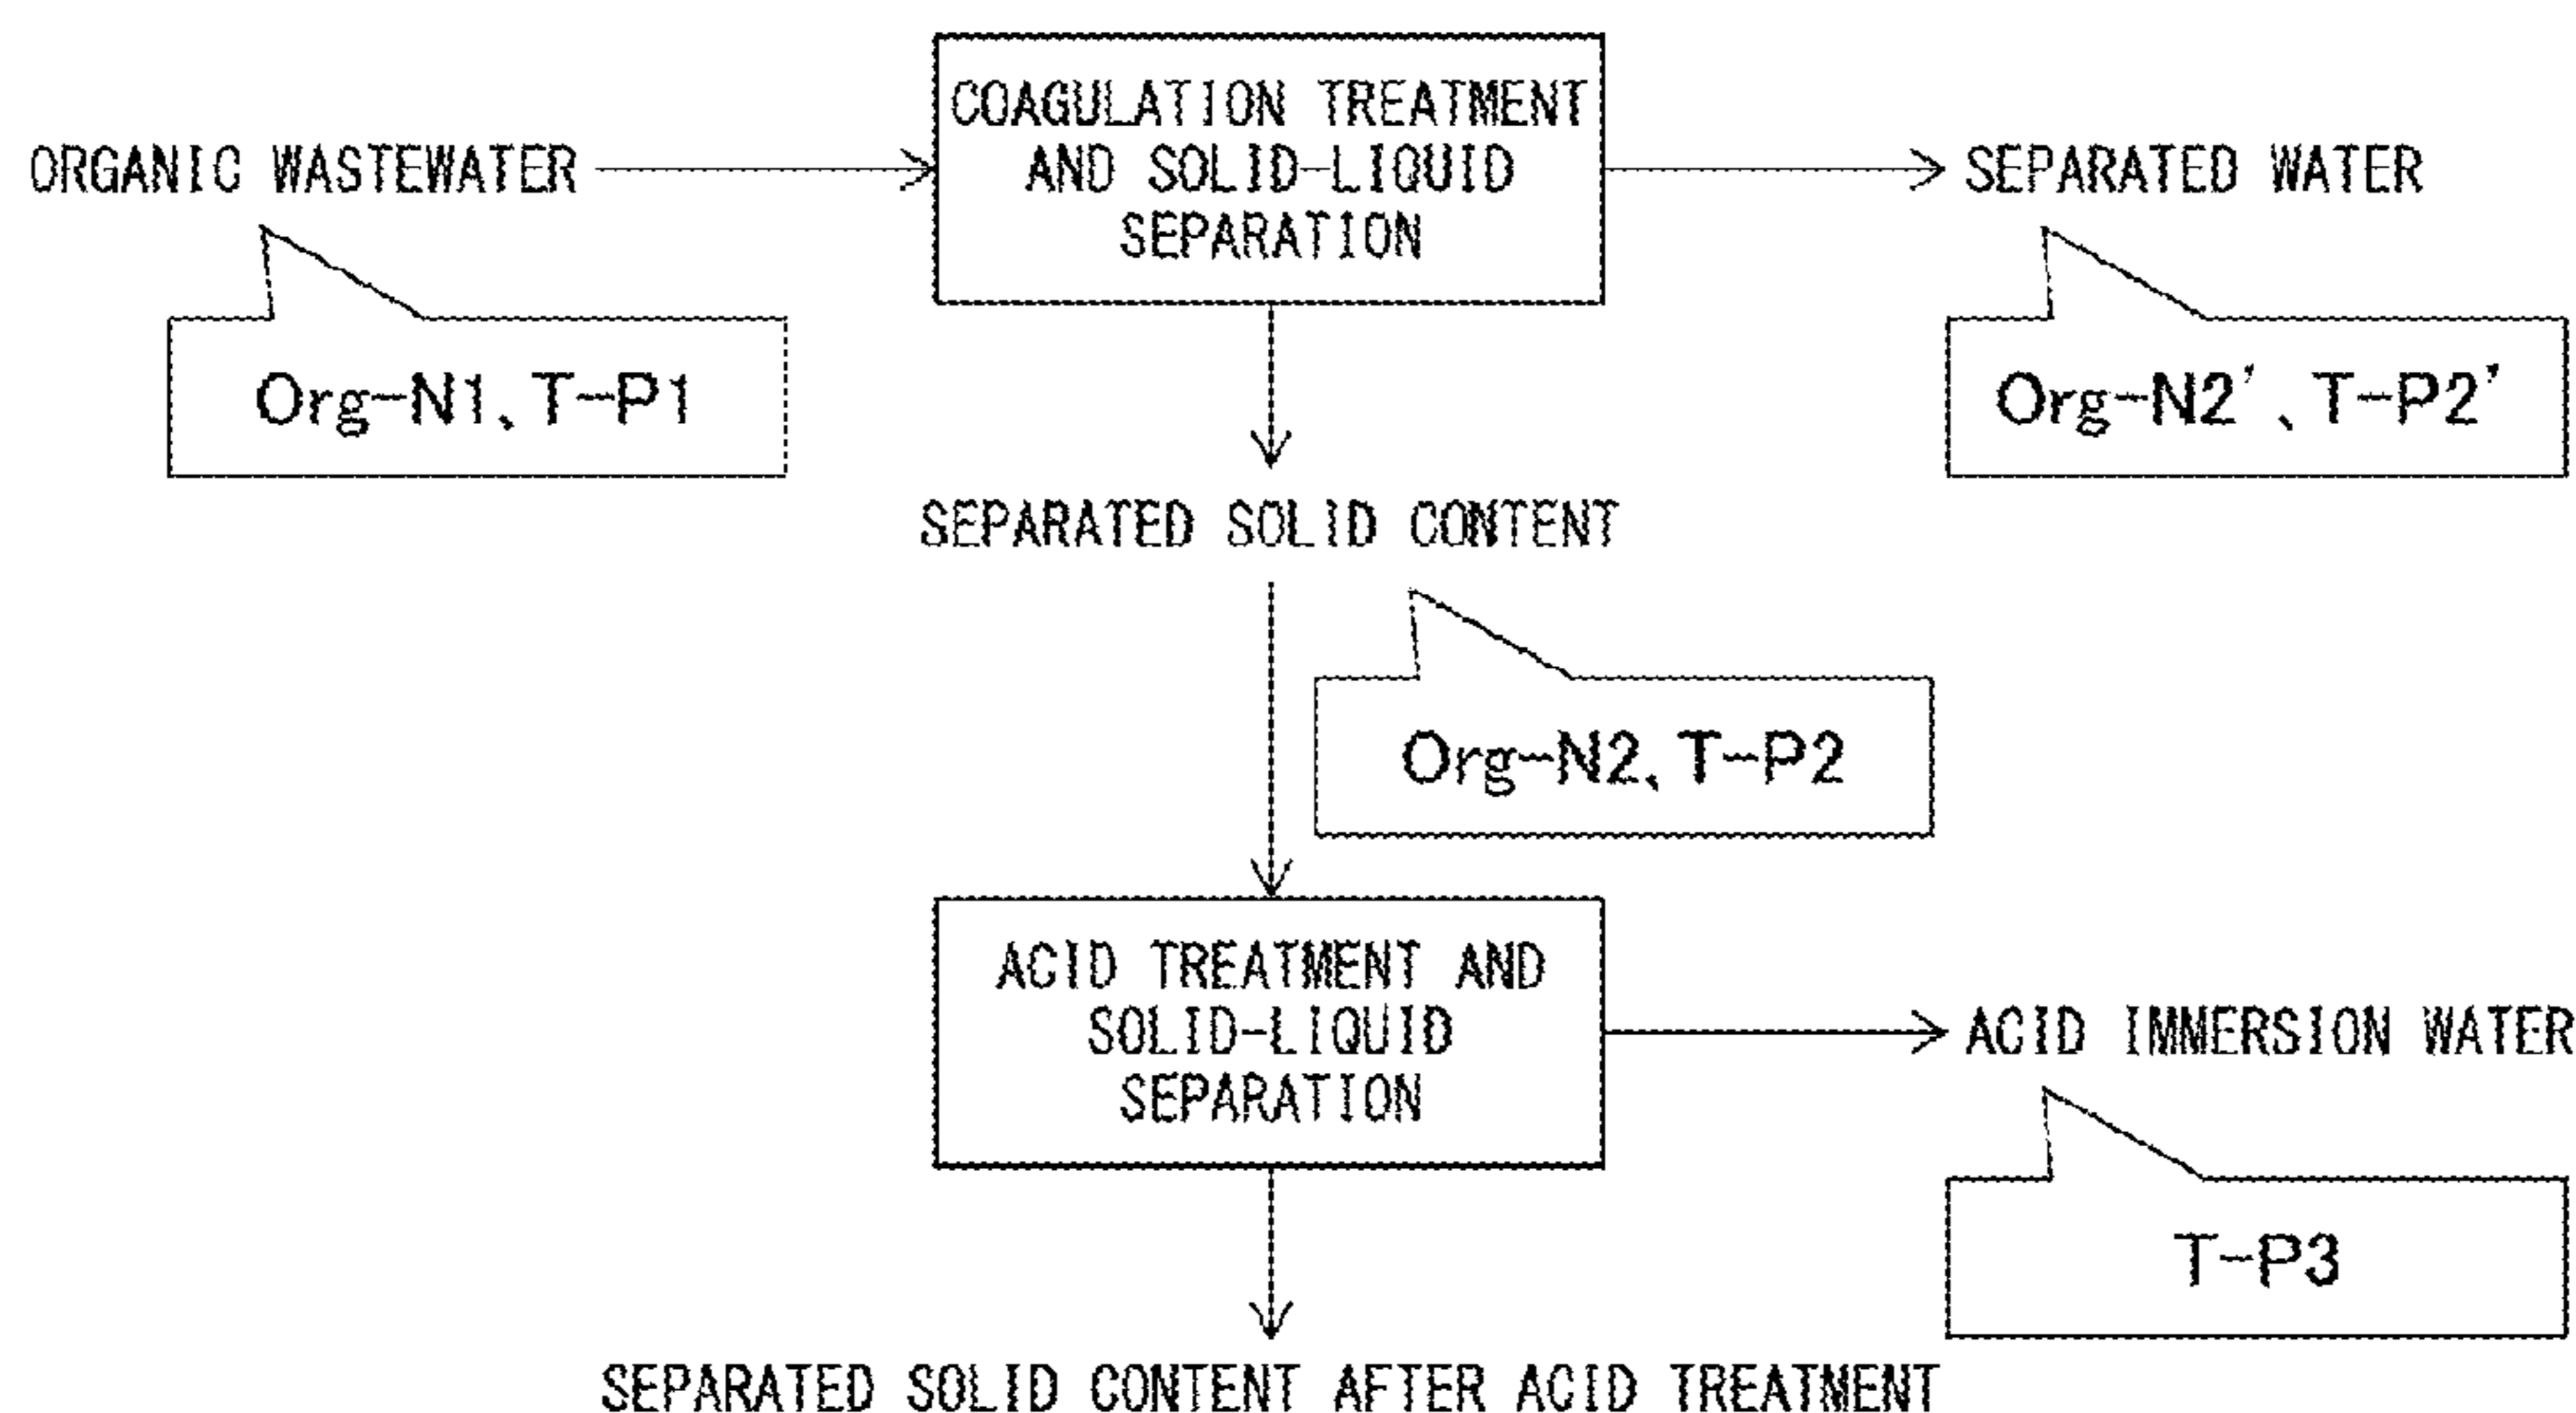 COAGULATION TREATMENT
AND SOLID-LIQUID
SEPARATION
ORGANIC WASTEWATER
SEPARATED WATER
Org-N1、T-P1
Org-N2'、T-P2'
SEPARATED SOLID CONTENT
Org-N2、T-P2
ACID TREATMENT AND
SOLID-LIQUID
SEPARATION
ACID IMMERSION WATER
T-P3
SEPARATED SOLID CONTENT AFTER ACID TREATMENT